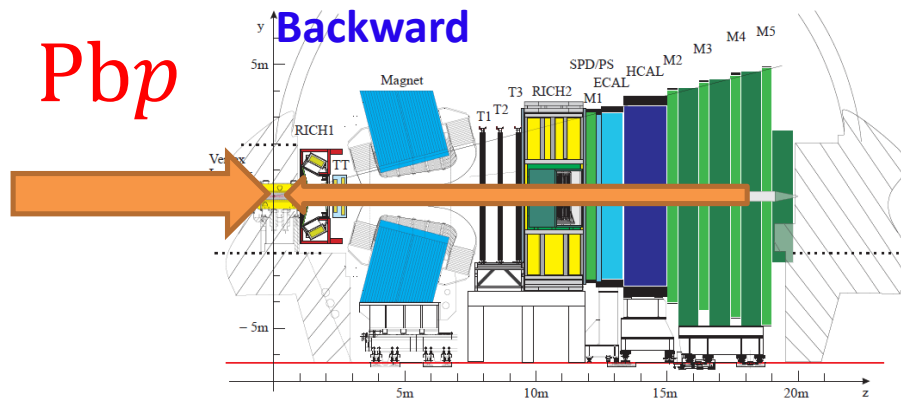 Backward
Pbp
y
5m
− 5m
Magnet
RICH1
TT
T1
T2
T3
RICH2
M1
SPD/PS
ECAL
HCAL
M2
M3
M4
M5
5m
10m
15m
20m
z